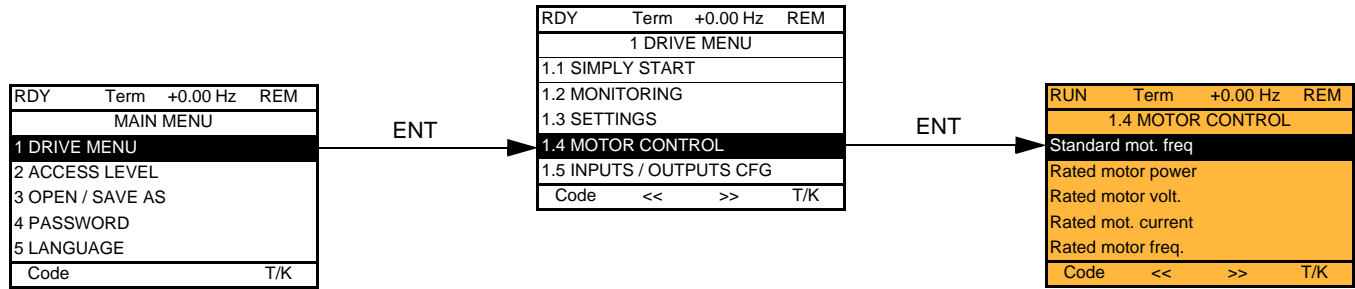 RDY Term +0.00 Hz REM
MAIN MENU
1 DRIVE MENU
2 ACCESS LEVEL
3 OPEN / SAVE AS
4 PASSWORD
5 LANGUAGE
Code T/K
ENT
RDY Term +0.00 Hz REM
1 DRIVE MENU
1.1 SIMPLY START
1.2 MONITORING
1.3 SETTINGS
1.4 MOTOR CONTROL
1.5 INPUTS / OUTPUTS CFG
Code << >> T/K
ENT
RUN Term +0.00 Hz REM
1.4 MOTOR CONTROL
Standard mot. freq
Rated motor power
Rated motor volt.
Rated mot. current
Rated motor freq.
Code << >> T/K